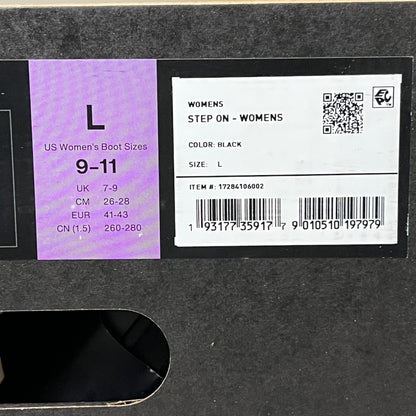 L
US Women's Boot Sizes
9–11
UK 7-9
CM 26-28
EUR 41-43
CN (1.5) 260-280
WOMENS
STEP ON - WOMENS
COLOR: BLACK
SIZE: L
ITEM #: 17284106002
1 93177 35917 7 9 010510 197979